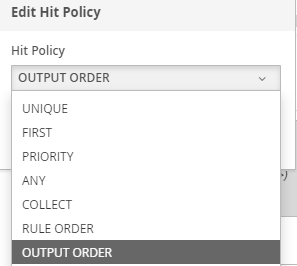 Edit Hit Policy
Hit Policy
OUTPUT ORDER
UNIQUE
FIRST
PRIORITY
ANY
COLLECT
RULE ORDER
OUTPUT ORDER